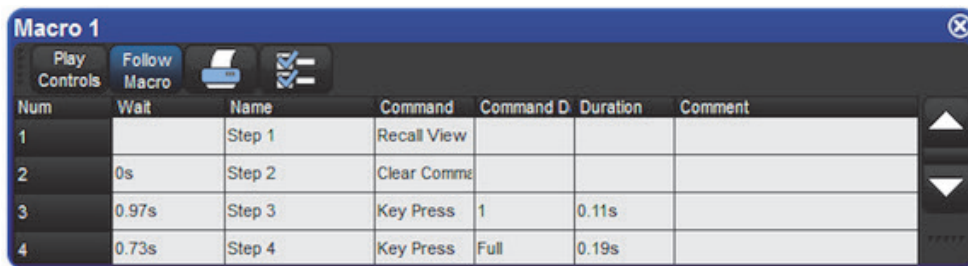 Macro 1
Play Controls Follow Macro
Num Wait Name Command Command D Duration Comment
1 Step 1 Recall View
2 0s Step 2 Clear Comma
3 0.97s Step 3 Key Press 1 0.11s
4 0.73s Step 4 Key Press Full 0.19s